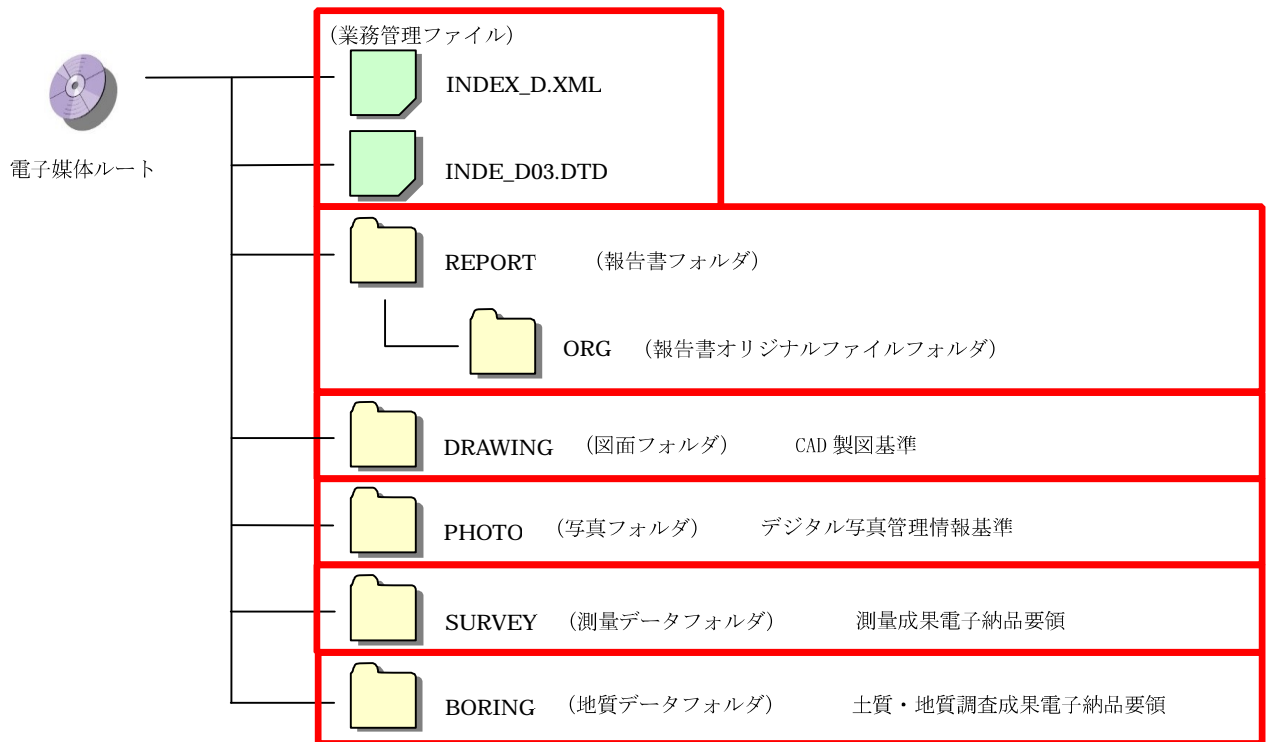 (業務管理ファイル)
INDEX_D.XML
電子媒体ルート
INDE_D03.DTD
REPORT (報告書フォルダ)
ORG (報告書オリジナルファイルフォルダ)
DRAWING (図面フォルダ) CAD 製図基準
PHOTO (写真フォルダ) デジタル写真管理情報基準
SURVEY (測量データフォルダ) 測量成果電子納品要領
BORING (地質データフォルダ) 土質・地質調査成果電子納品要領